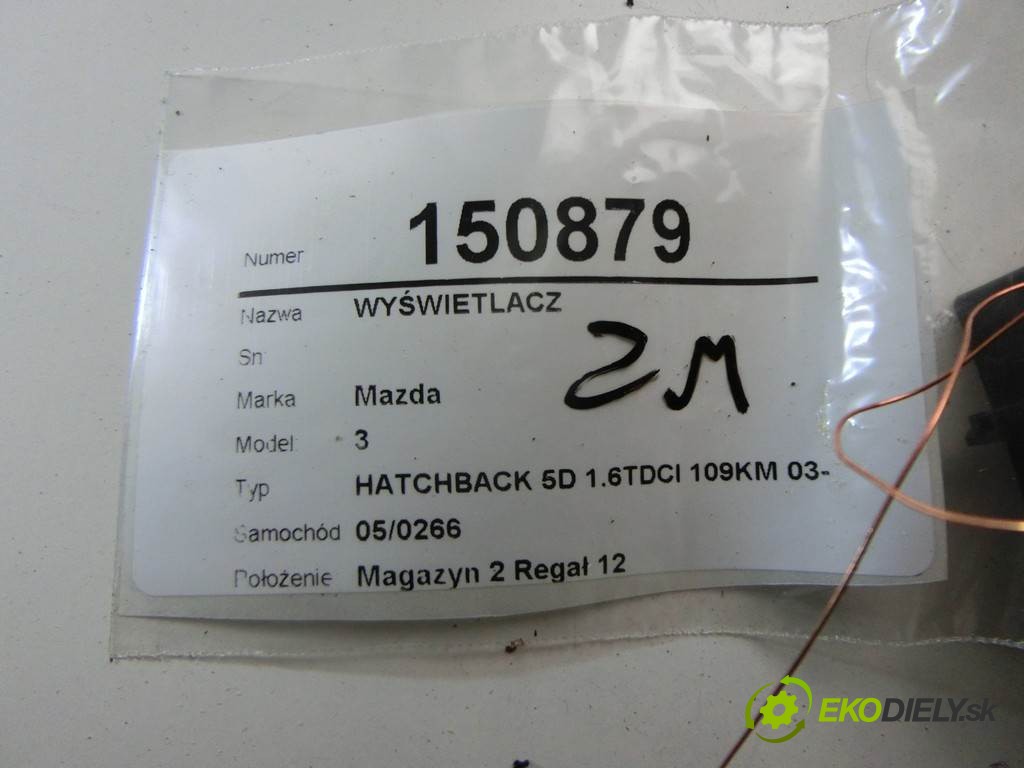 Numer 150879
Nazwa WYŚWIETLACZ
Sn
ZM
Marka Mazda
Model 3
Typ HATCHBACK 5D 1.6TDCI 109KM 03-
Samochód 05/0266
Położenie Magazyn 2 Regał 12
EKODIELY.sk